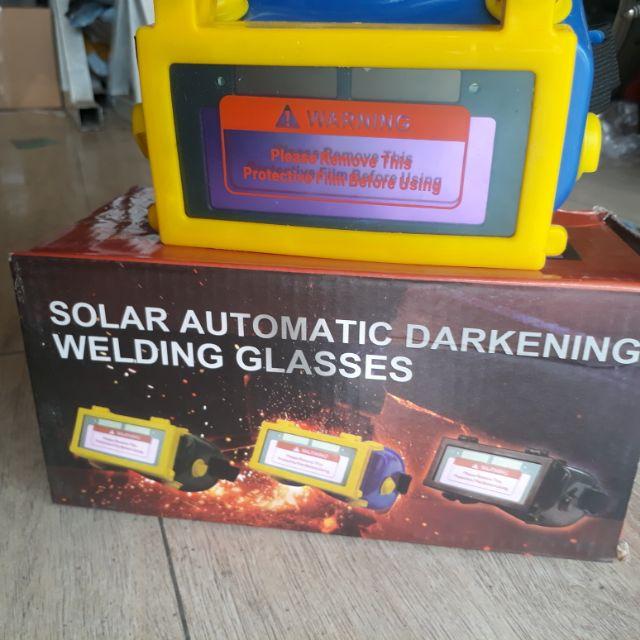 WARNING
Please Remove This
Protective Film Before Using
SOLAR AUTOMATIC DARKENING
WELDING GLASSES